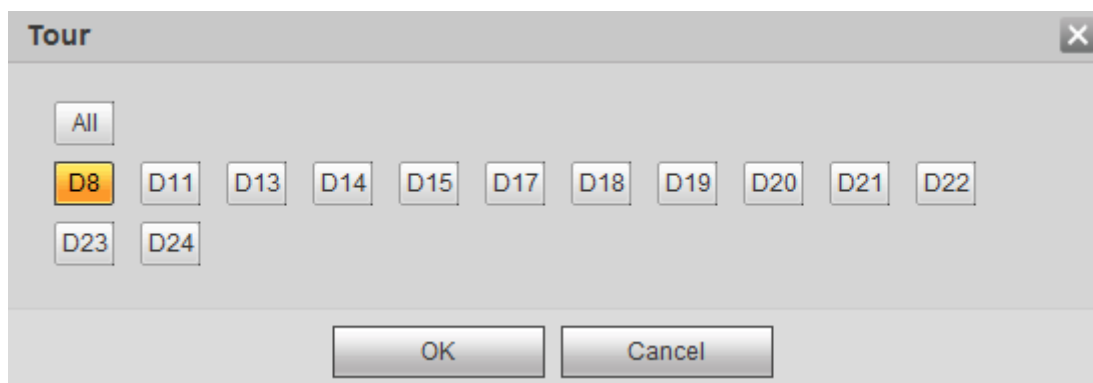 Tour
All
D8 D11 D13 D14 D15 D17 D18 D19 D20 D21 D22
D23 D24
OK Cancel